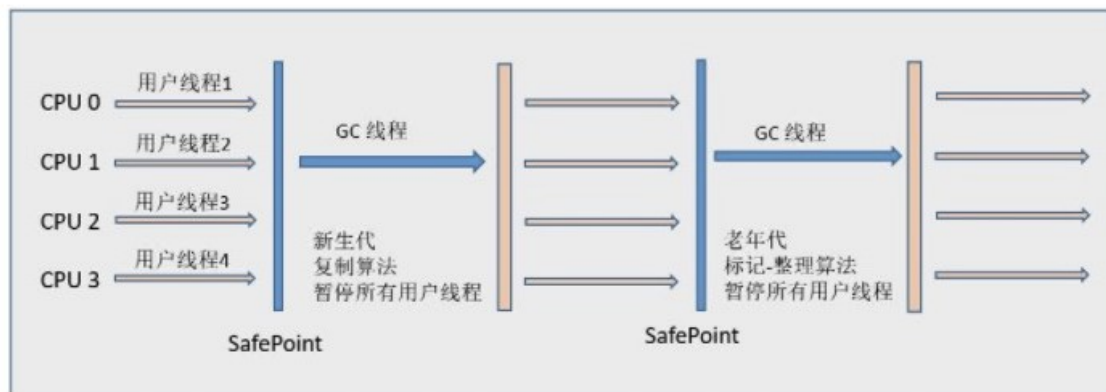 CPU 0
用户线程1
CPU 1
用户线程2
CPU 2
用户线程3
CPU 3
用户线程4
SafePoint
GC 线程
新生代
复制算法
暂停所有用户线程
SafePoint
GC 线程
老年代
标记-整理算法
暂停所有用户线程